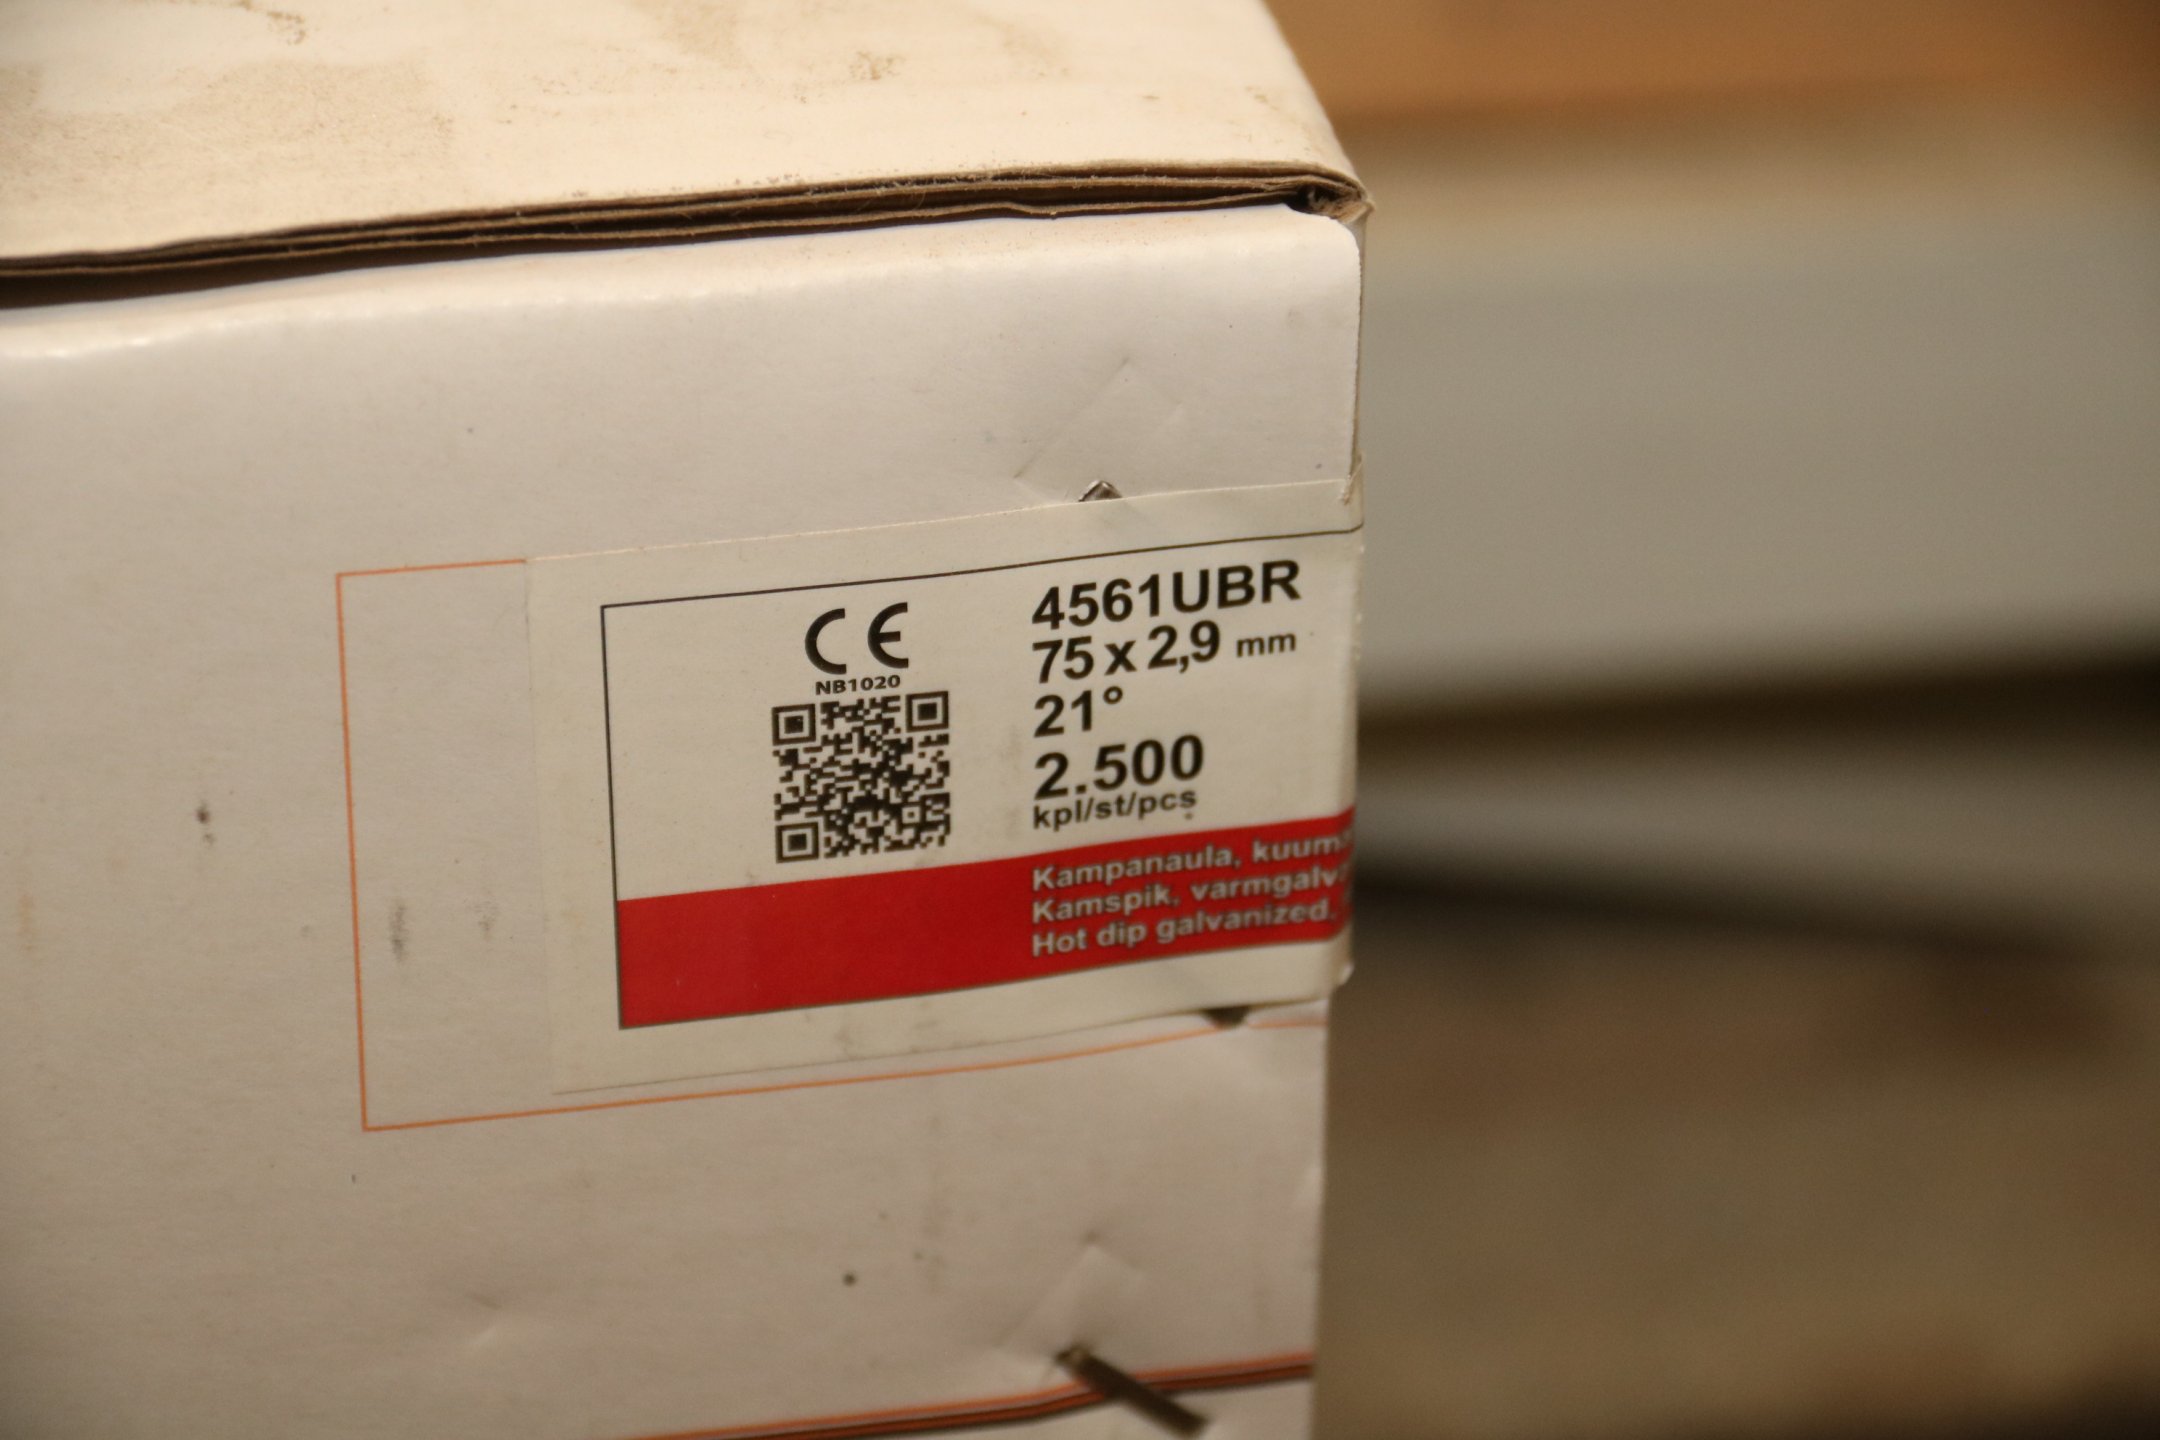 CE
NB1020
4561UBR
75 x 2,9 mm
21°
2.500
kpl/st/pcs
Kampanaula,
Kamspik,
Hot dip galvanized.